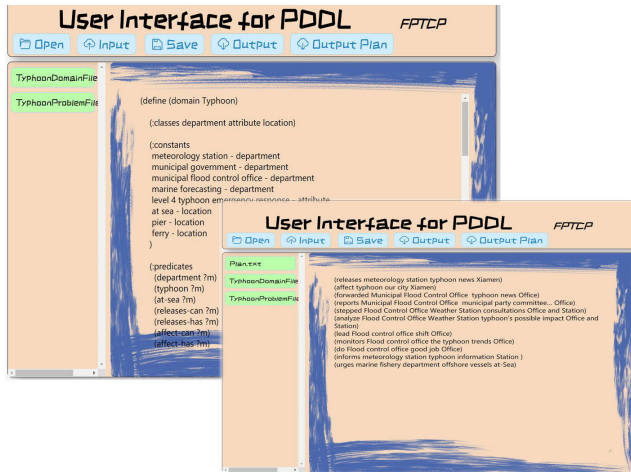 User Interface for PDDL FPTCP
Open Input Save Output Output Plan
TyphoonDomainFile
TyphoonProblemFile
(define (domain Typhoon)
(:classes department attribute location)
(:constants
meteorology station - department
municipal government - department
municipal flood control office - department
marine forecasting - department
level 4 typhoon emergency response - attribute
at sea - location
pier - location
ferry - location
)
(:predicates
(department ?m)
(typhoon ?m)
(at-sea ?m)
(releases-can ?m)
(releases-has ?m)
(affect-can ?m)
(affect-has ?m)
User Interface for PDDL FPTCP
Open Input Save Output Output Plan
Plan.txt
TyphoonDomainFile
TyphoonProblemFile
(releases meteorology station typhoon news Xiamen)
(affect typhoon our city Xiamen)
(forwarded Municipal Flood Control Office typhoon news Office)
(reports Municipal Flood Control Office municipal party committee... Office)
(stepped Flood Control Office Weather Station consultations Office and Station)
(analyze Flood Control Office Weather Station typhoon's possible impact Office and
Station)
(lead Flood control office shift Office)
(monitors Flood control office the typhoon trends Office)
(do Flood control office good job Office)
(informs meteorology station typhoon information Station )
(urges marine fishery department offshore vessels at-Sea)